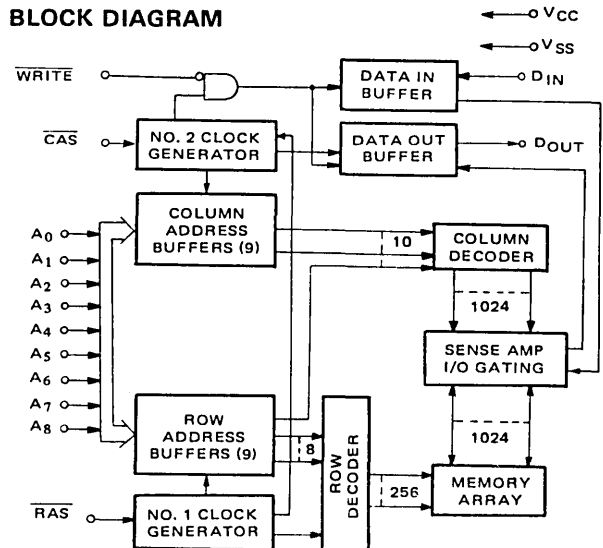 BLOCK DIAGRAM
VCC
VSS
WRITE
DATA IN
BUFFER
DIN
CAS
NO. 2 CLOCK
GENERATOR
DATA OUT
BUFFER
DOUT
COLUMN
ADDRESS
BUFFERS (9)
10
COLUMN
DECODER
A0
A1
A2
A3
A4
A5
A6
A7
A8
1024
SENSE AMP
I/O GATING
ROW
ADDRESS
BUFFERS (9)
8
ROW
DECODER
1024
256
MEMORY
ARRAY
RAS
NO. 1 CLOCK
GENERATOR